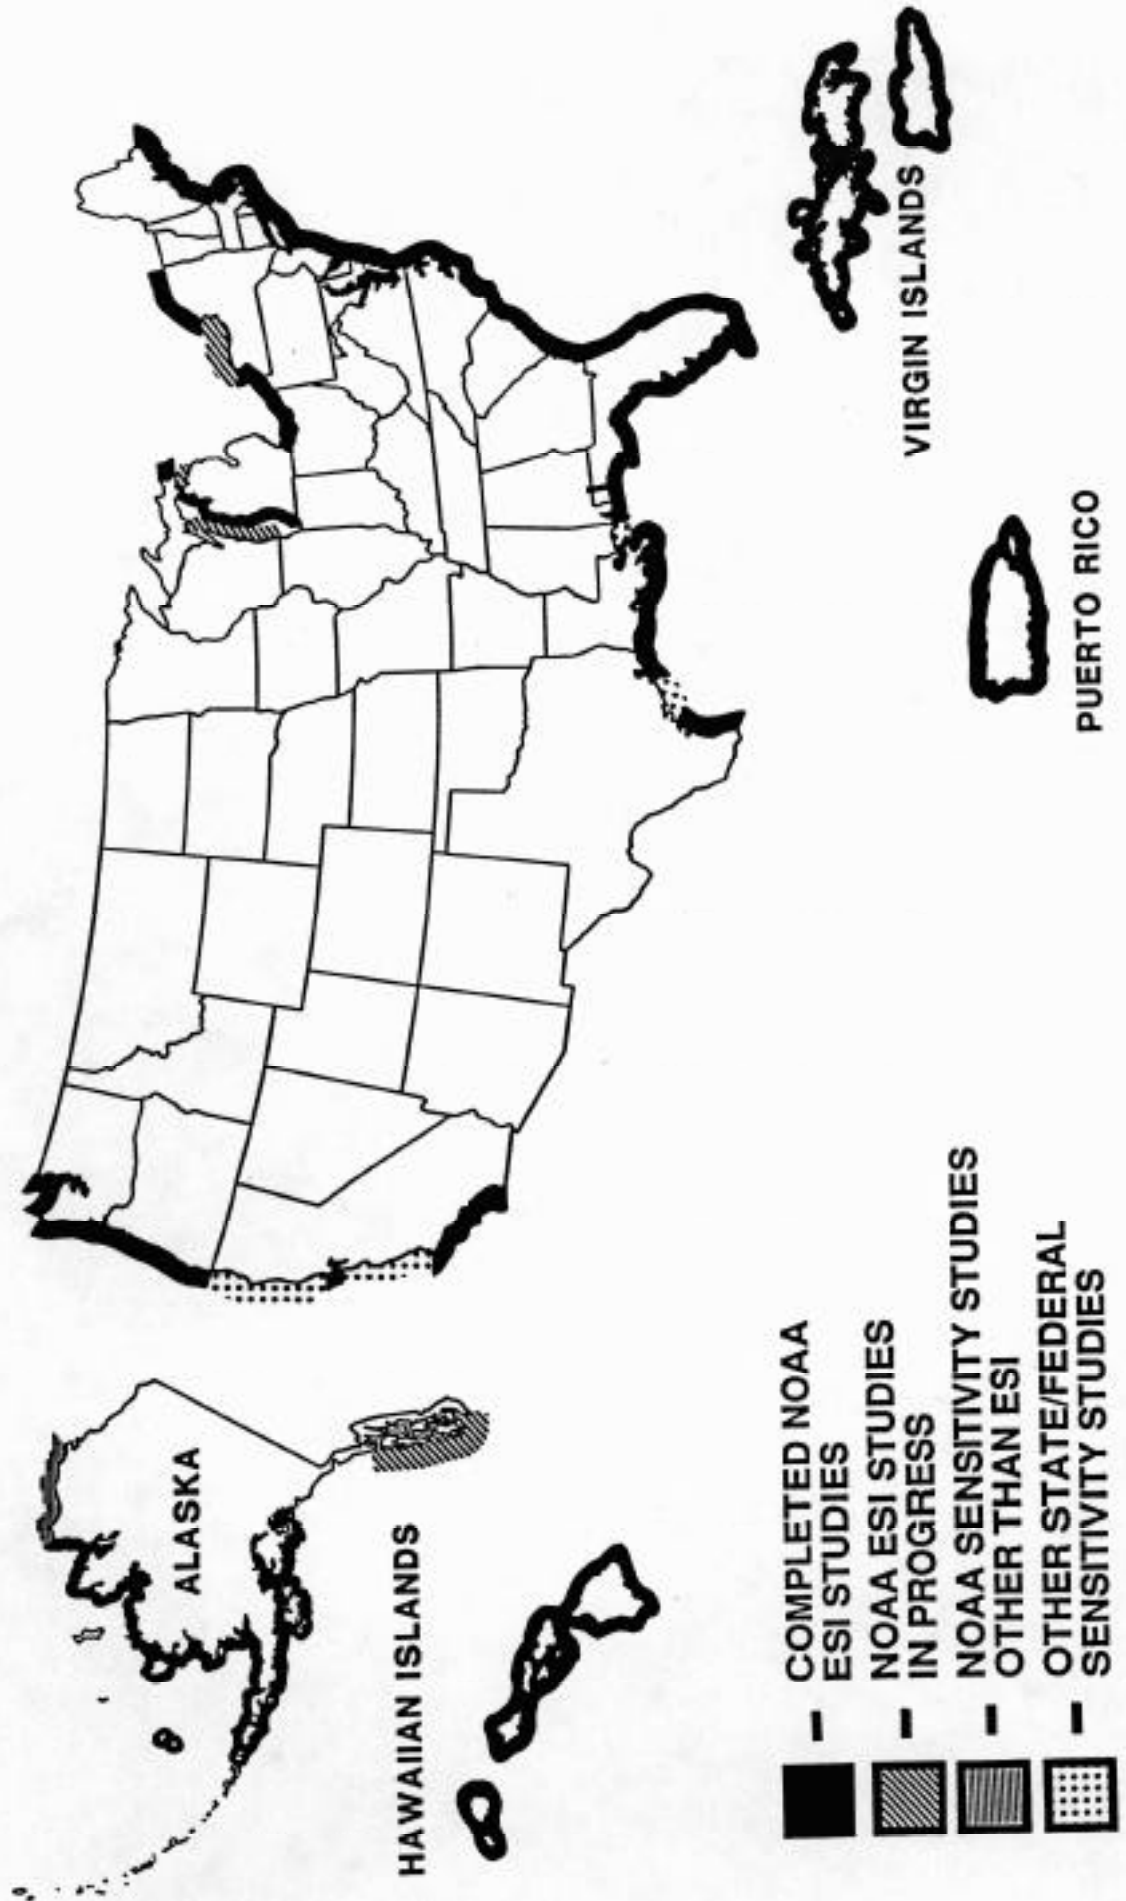 ALASKA
HAWAIIAN ISLANDS
PUERTO RICO
VIRGIN ISLANDS
– COMPLETED NOAA
ESI STUDIES
– NOAA ESI STUDIES
IN PROGRESS
– NOAA SENSITIVITY STUDIES
OTHER THAN ESI
– OTHER STATE/FEDERAL
SENSITIVITY STUDIES